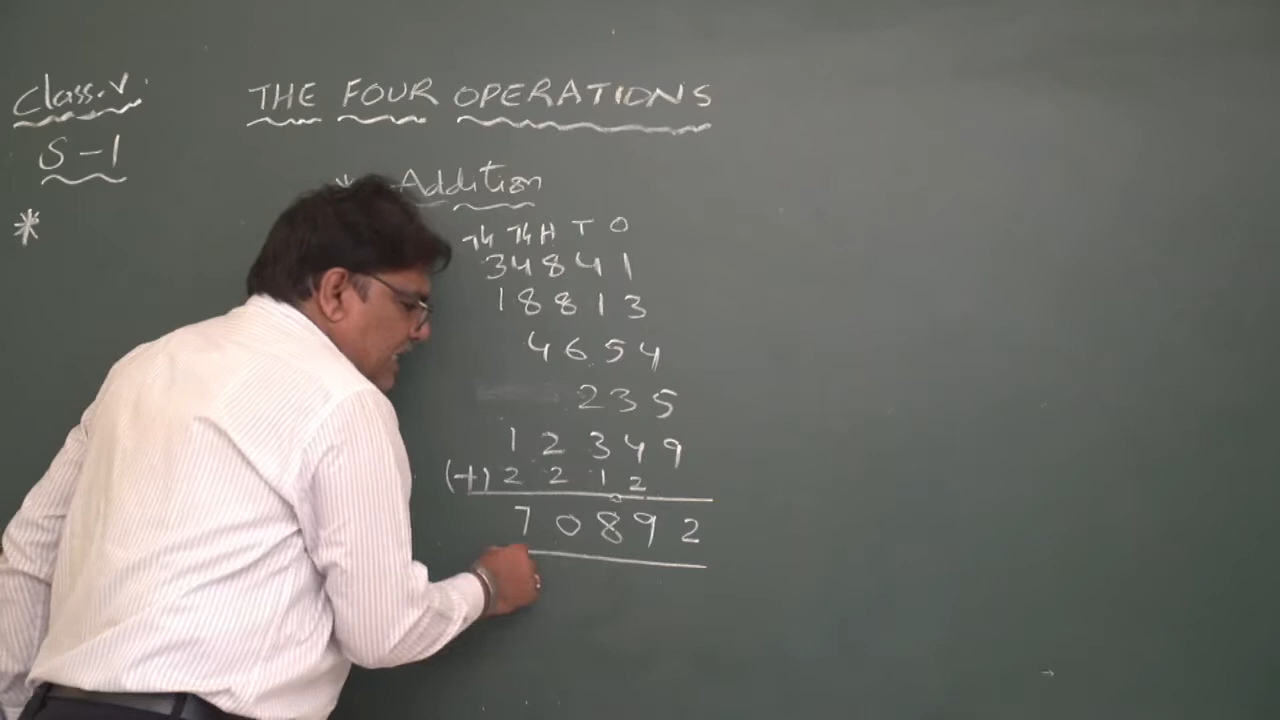 Class.V.
THE FOUR OPERATIONS
S-1
* Addition
*
Th Th H T O
3 4 8 4 1
1 8 8 1 3
4 6 5 4
2 3 5
1 2 3 4 9
(+) 2 2 1 2
7 0 8 9 2